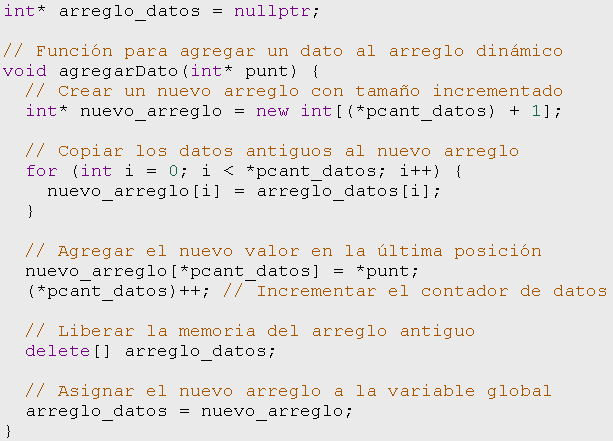 int* arreglo_datos = nullptr;
// Función para agregar un dato al arreglo dinámico
void agregarDato(int* punt) {
// Crear un nuevo arreglo con tamaño incrementado
int* nuevo_arreglo = new int[(*pcant_datos) + 1];
// Copiar los datos antiguos al nuevo arreglo
for (int i = 0; i < *pcant_datos; i++) {
nuevo_arreglo[i] = arreglo_datos[i];
}
// Agregar el nuevo valor en la última posición
nuevo_arreglo[*pcant_datos] = *punt;
(*pcant_datos)++; // Incrementar el contador de datos
// Liberar la memoria del arreglo antiguo
delete[] arreglo_datos;
// Asignar el nuevo arreglo a la variable global
arreglo_datos = nuevo_arreglo;
}